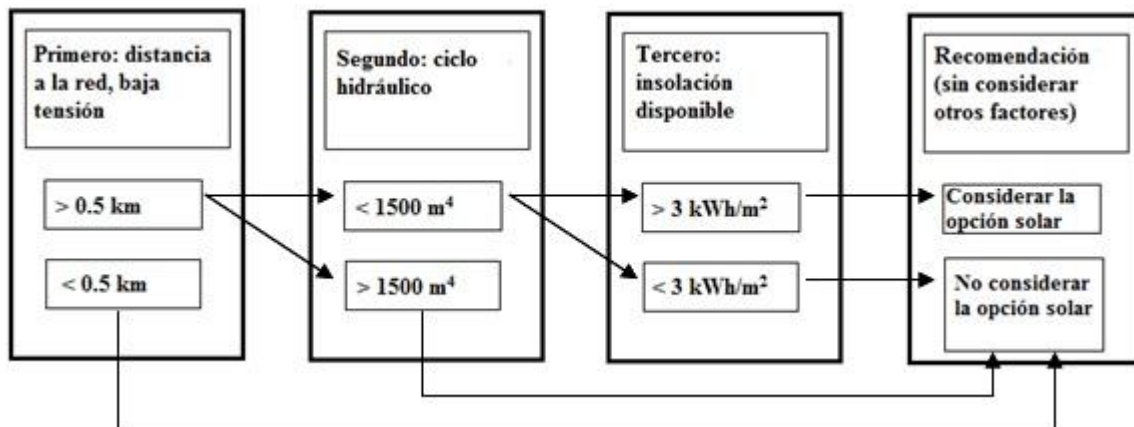 Primero: distancia
a la red, baja
tensión
> 0.5 km
< 0.5 km
Segundo: ciclo
hidráulico
< 1500 m⁴
> 1500 m⁴
Tercero:
insolación
disponible
> 3 kWh/m²
< 3 kWh/m²
Recomendación
(sin considerar
otros factores)
Considerar la
opción solar
No considerar
la opción solar